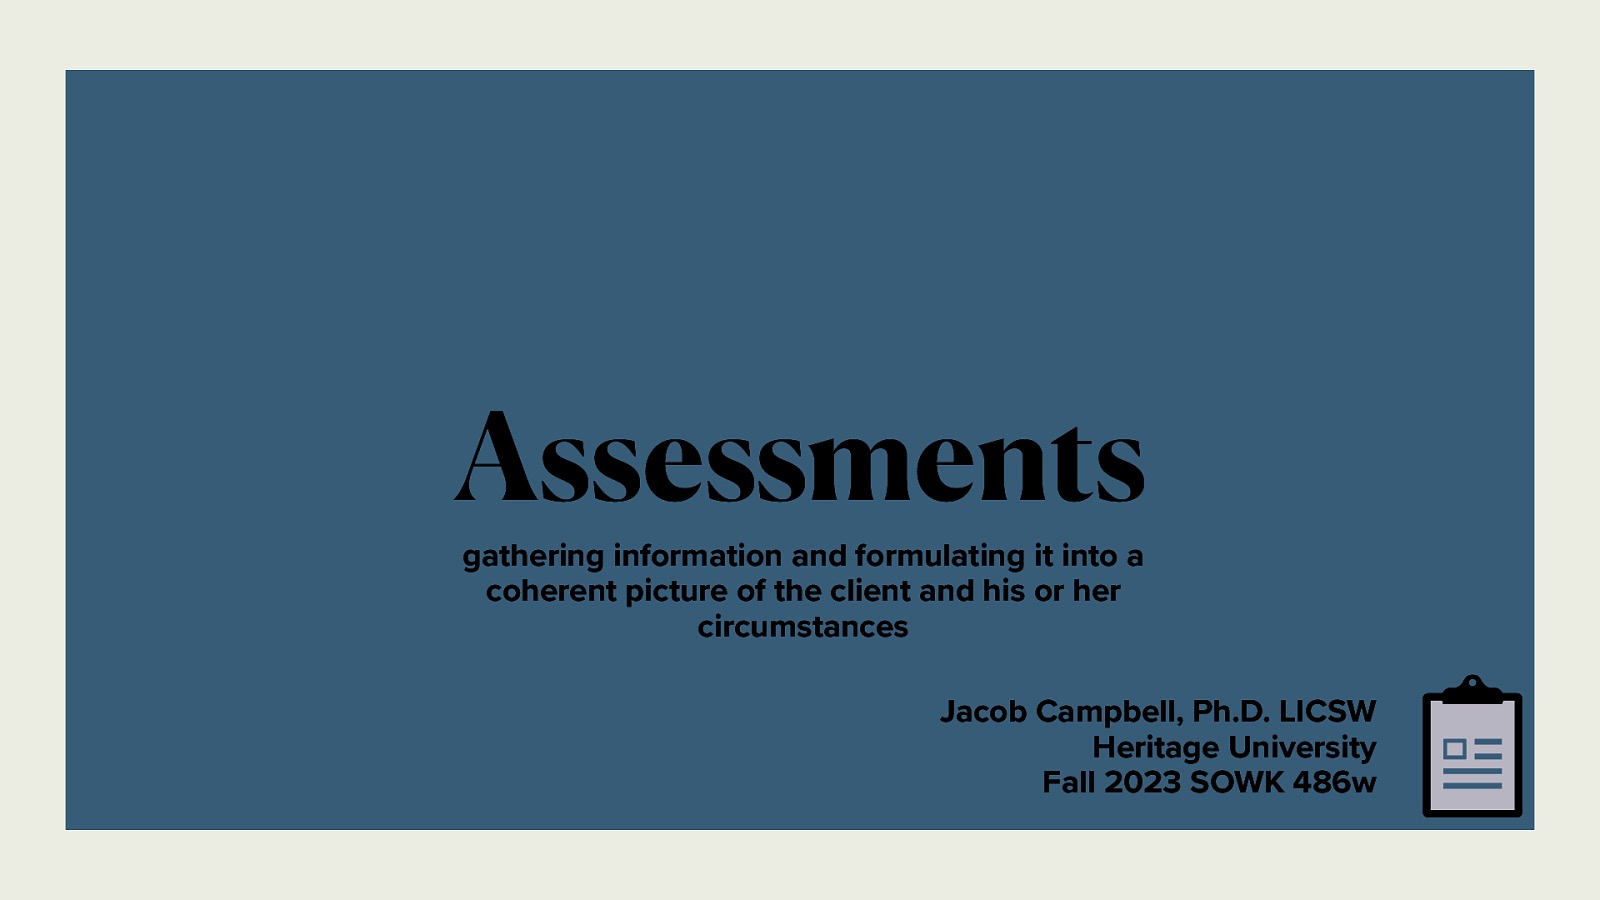 Assessments
gathering information and formulating it into a
coherent picture of the client and his or her
circumstances
Jacob Campbell, Ph.D. LICSW
Heritage University
Fall 2023 SOWK 486w